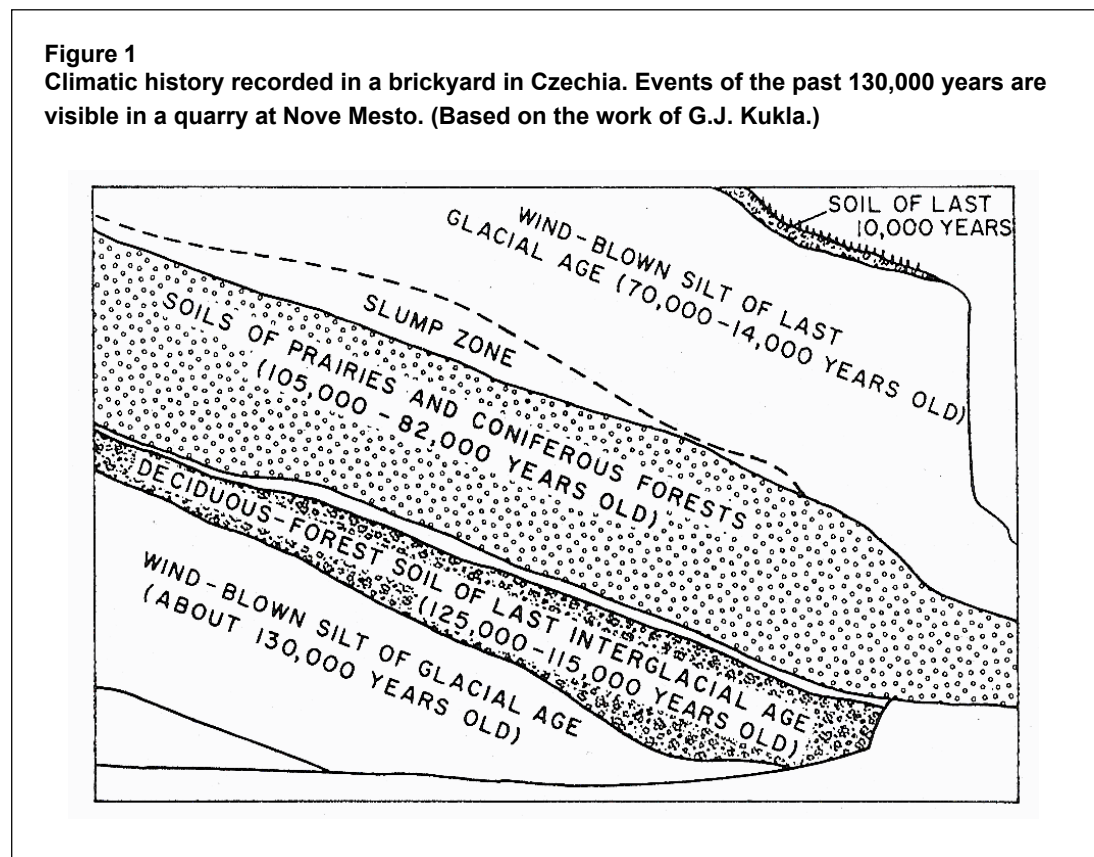 Figure 1
Climatic history recorded in a brickyard in Czechia. Events of the past 130,000 years are
visible in a quarry at Nove Mesto. (Based on the work of G.J. Kukla.)
SOIL OF LAST
10,000 YEARS
WIND-BLOWN SILT OF LAST
GLACIAL AGE (70,000-14,000 YEARS OLD)
SLUMP ZONE
SOILS OF PRAIRIES AND CONIFEROUS FORESTS
(105,000-82,000 YEARS OLD)
DECIDUOUS-FOREST SOIL OF LAST INTERGLACIAL AGE
(125,000-115,000 YEARS OLD)
WIND-BLOWN SILT OF GLACIAL AGE
(ABOUT 130,000 YEARS OLD)